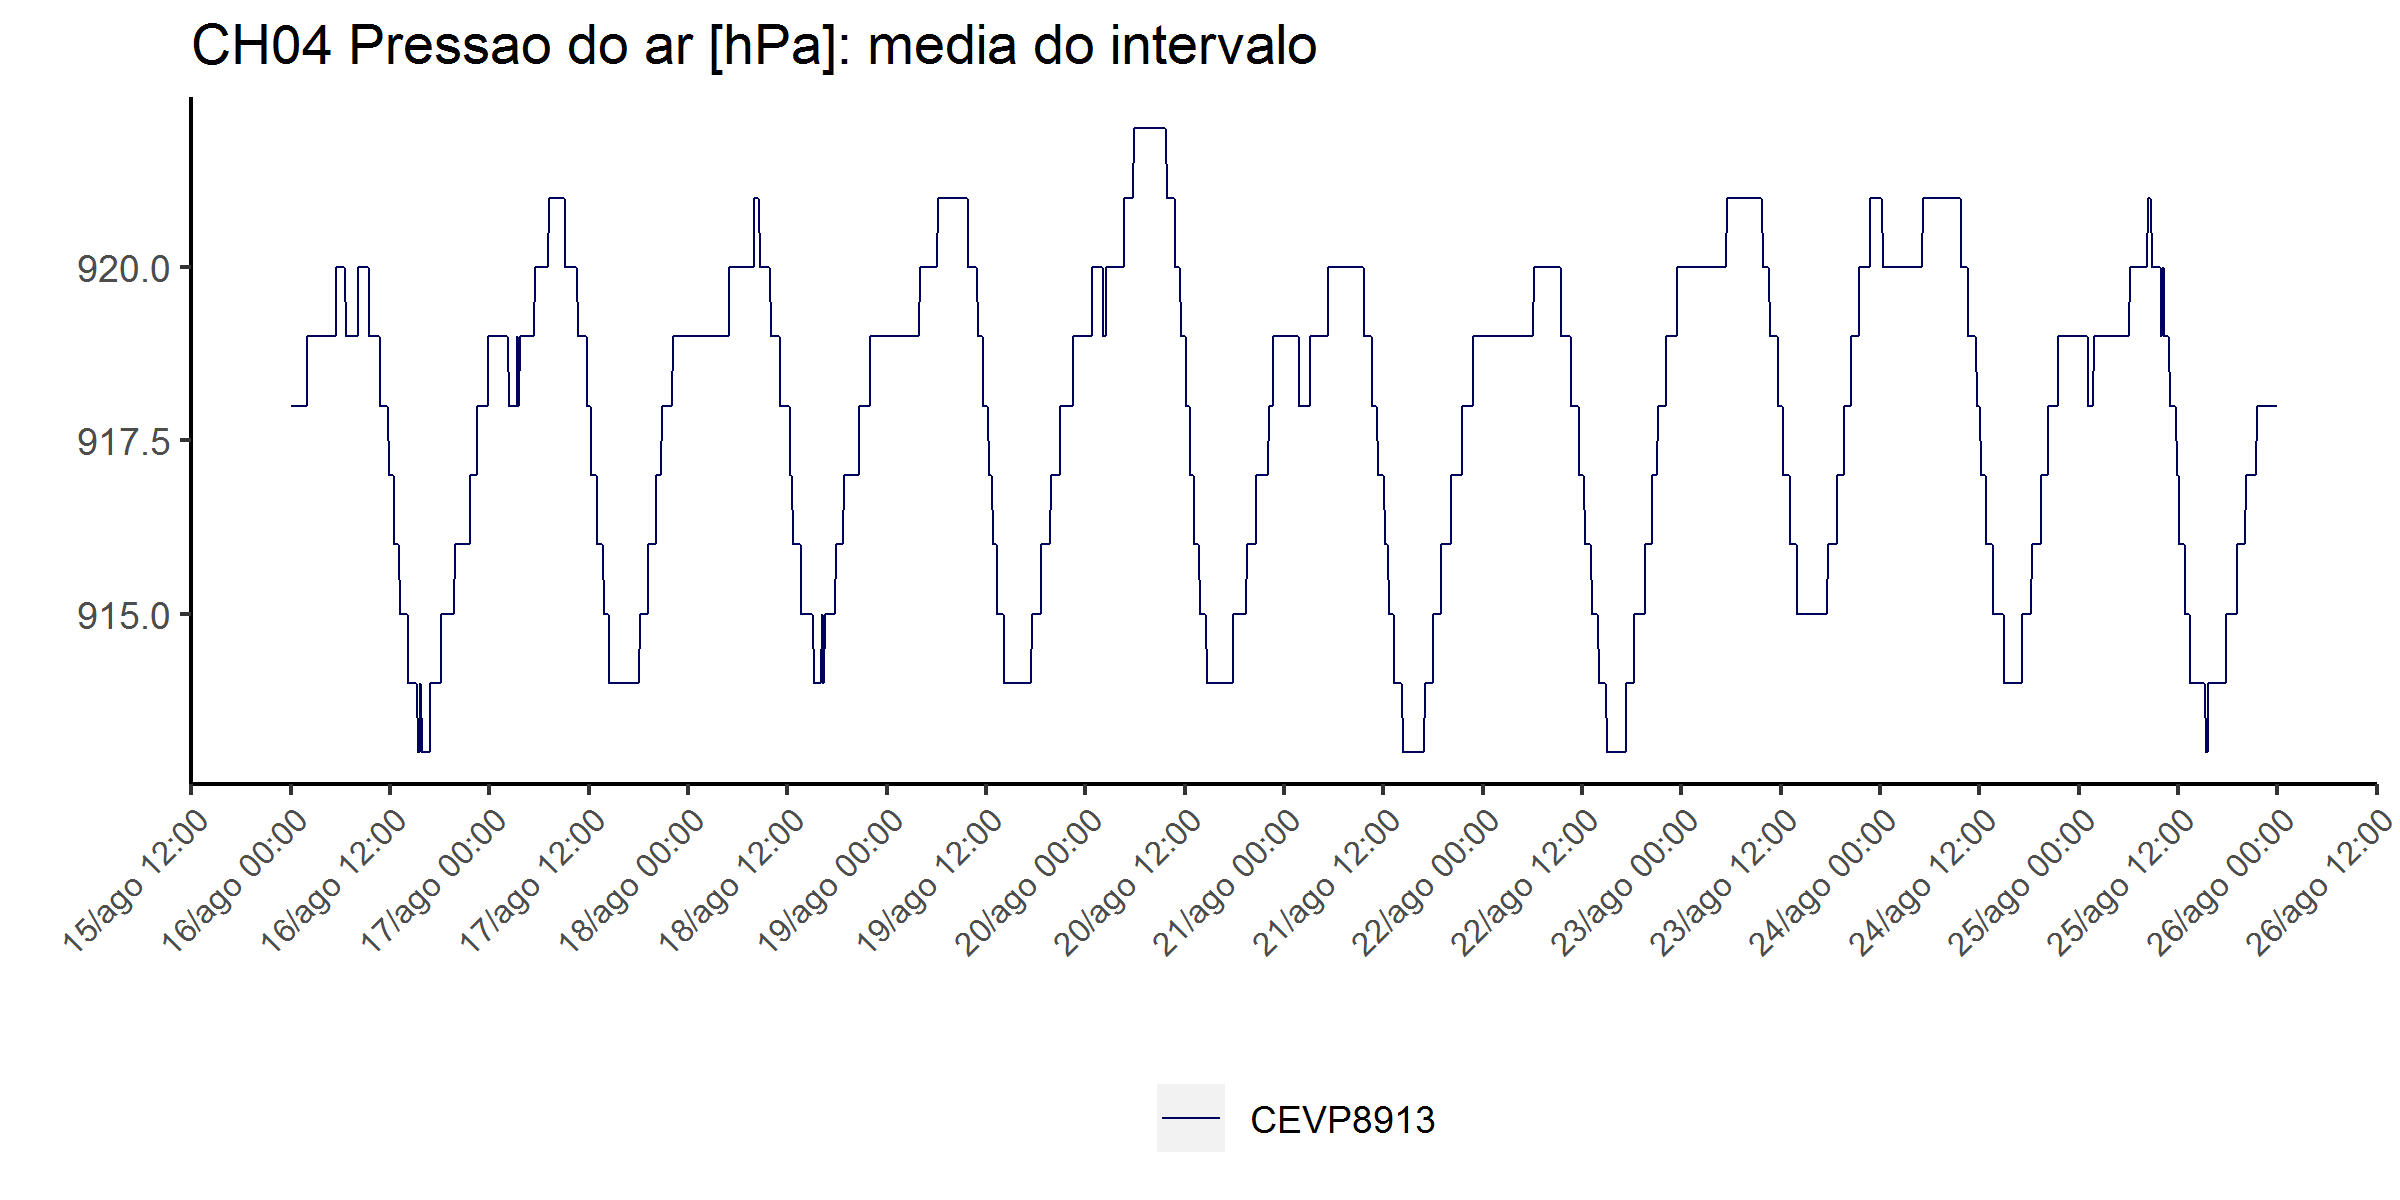 CH04 Pressao do ar [hPa]: media do intervalo
920.0
917.5
915.0
15/ago 12:00
16/ago 00:00
16/ago 12:00
17/ago 00:00
17/ago 12:00
18/ago 00:00
18/ago 12:00
19/ago 00:00
19/ago 12:00
20/ago 00:00
20/ago 12:00
21/ago 00:00
21/ago 12:00
22/ago 00:00
22/ago 12:00
23/ago 00:00
23/ago 12:00
24/ago 00:00
24/ago 12:00
25/ago 00:00
25/ago 12:00
26/ago 00:00
26/ago 12:00
CEVP8913